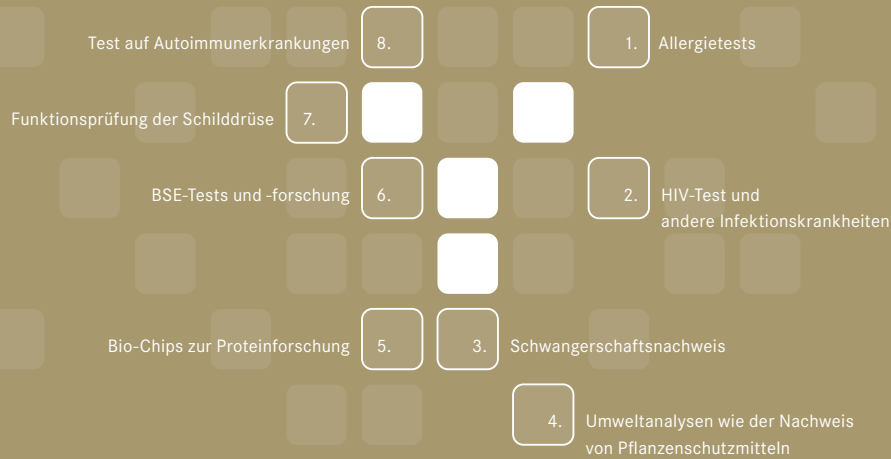 Test auf Autoimmunerkrankungen 8.
1. Allergietests
Funktionsprüfung der Schilddrüse 7.
BSE-Tests und -forschung 6.
2. HIV-Test und
andere Infektionskrankheiten
Bio-Chips zur Proteinforschung 5.
3. Schwangerschaftsnachweis
4. Umweltanalysen wie der Nachweis
von Pflanzenschutzmitteln